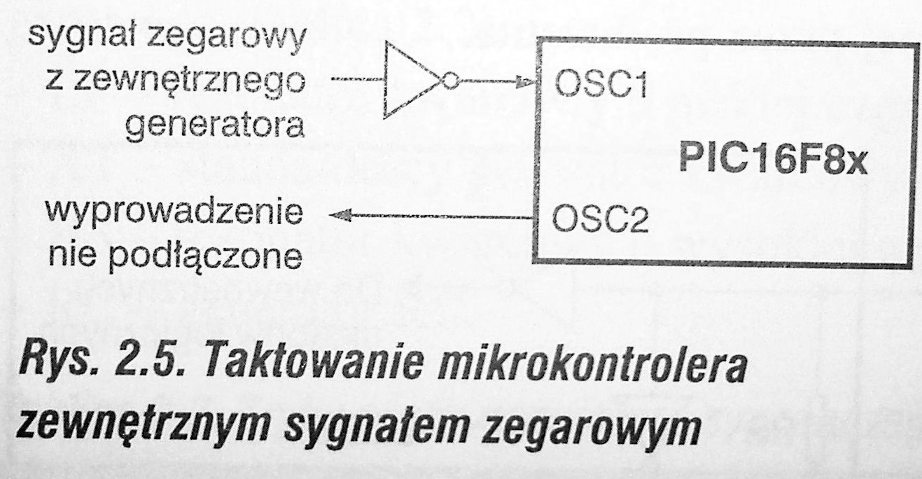 sygnał zegarowy
z zewnętrznego
generatora
OSC1
PIC16F8x
wyprowadzenie
nie podłączone
OSC2
Rys. 2.5. Taktowanie mikrokontrolera
zewnętrznym sygnałem zegarowym